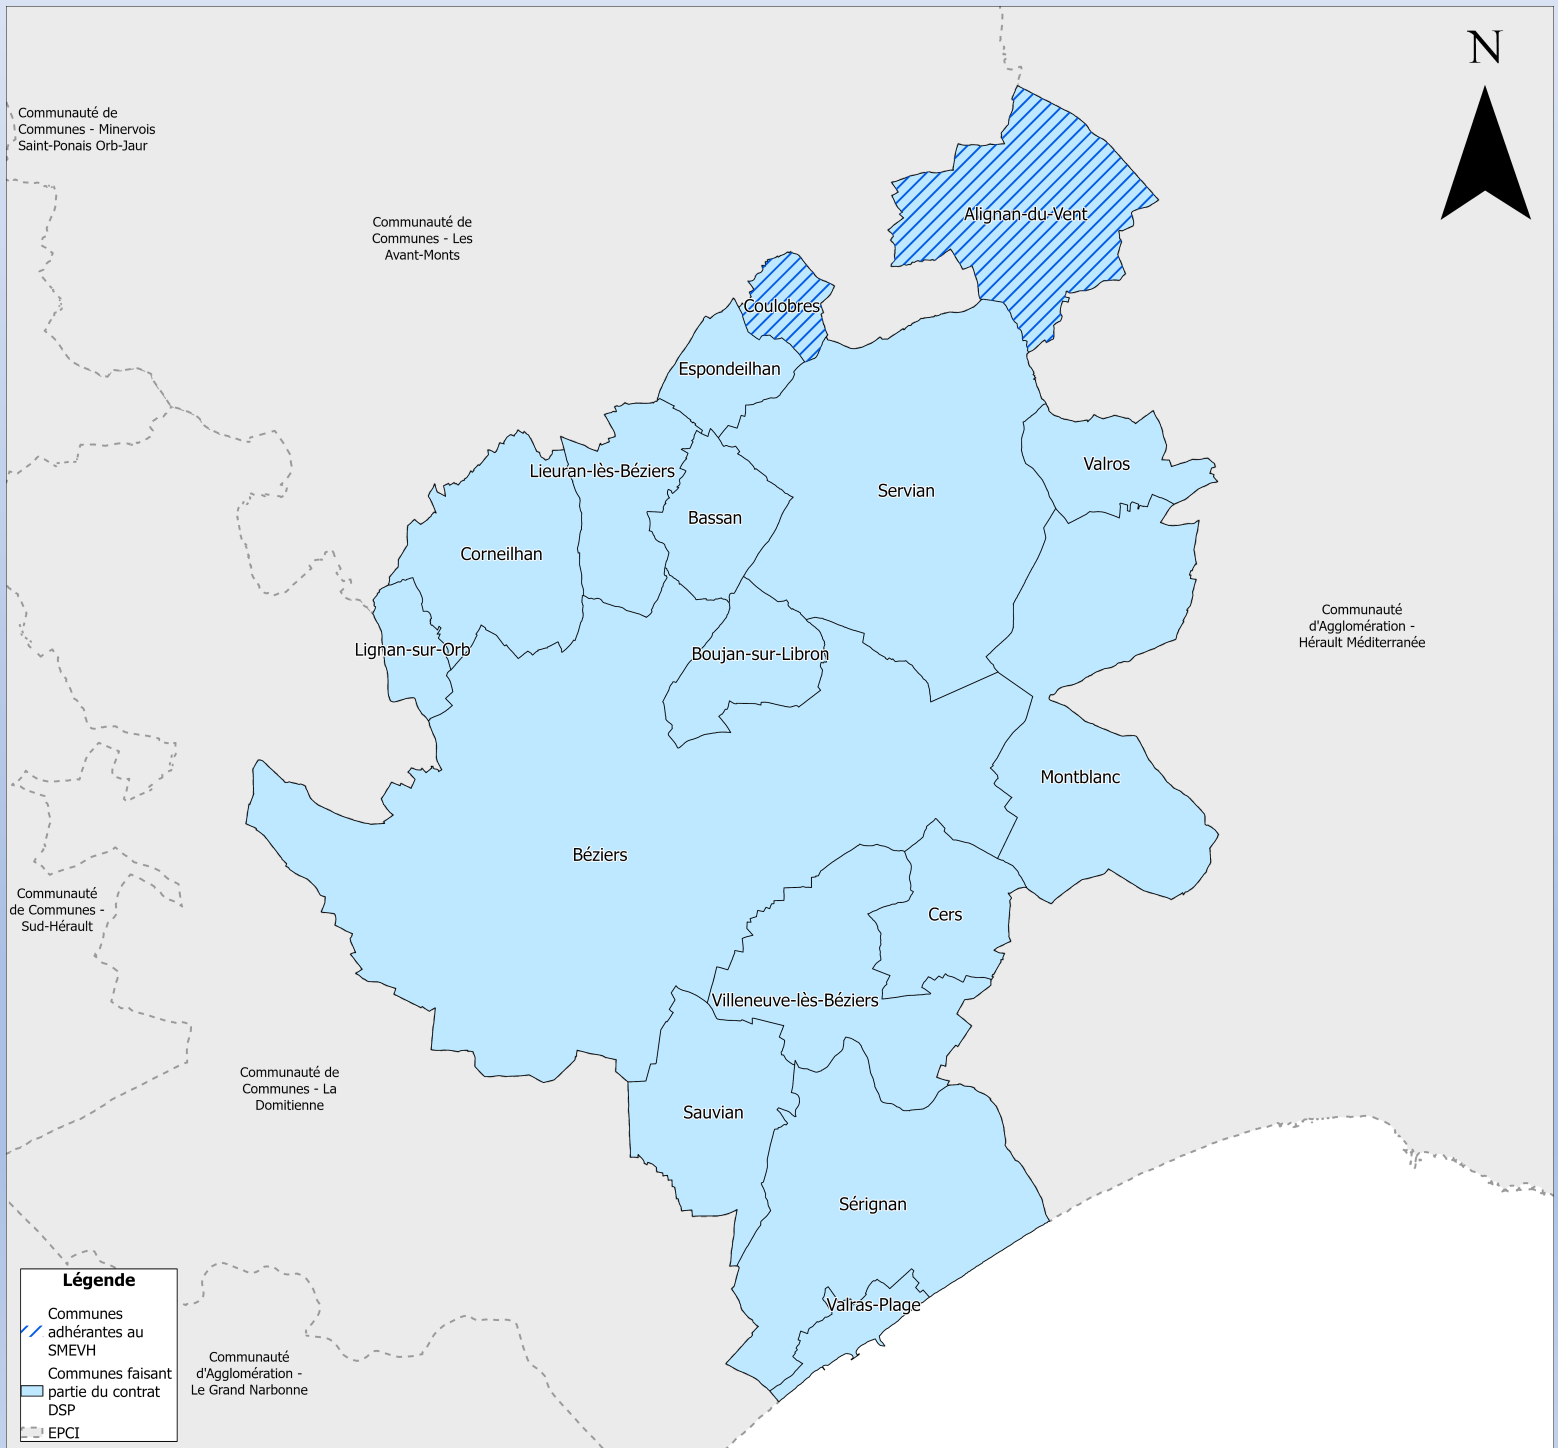 N
Communauté de
Communes - Minervois
Saint-Ponais Orb-Jaur
Communauté de
Communes - Les
Avant-Monts
Alignan-du-Vent
Coulobres
Espondeilhan
Lieuran-lès-Béziers
Valros
Servian
Bassan
Corneilhan
Communauté
d'Agglomération -
Hérault Méditerranée
Lignan-sur-Orb
Boujan-sur-Libron
Montblanc
Béziers
Communauté
de Communes -
Sud-Hérault
Cers
Villeneuve-lès-Béziers
Communauté de
Communes - La
Domitienne
Sauvian
Sérignan
Valras-Plage
Communauté
d'Agglomération -
Le Grand Narbonne
Légende
Communes
adhérantes au
SMEVH
Communes faisant
partie du contrat
DSP
EPCI